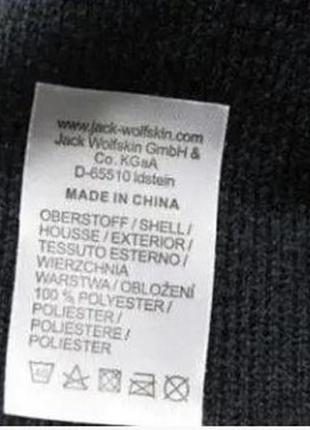 www.jack-wolfskin.com
Jack Wolfskin GmbH &
Co. KGaA
D-65510 Idstein
MADE IN CHINA
OBERSTOFF / SHELL /
HOUSSE / EXTERIOR /
TESSUTO ESTERNO /
WIERZCHNIA
WARSTWA / OBLOŽENÍ
100 % POLYESTER /
POLIESTER /
POLIESTERE /
POLIESTER